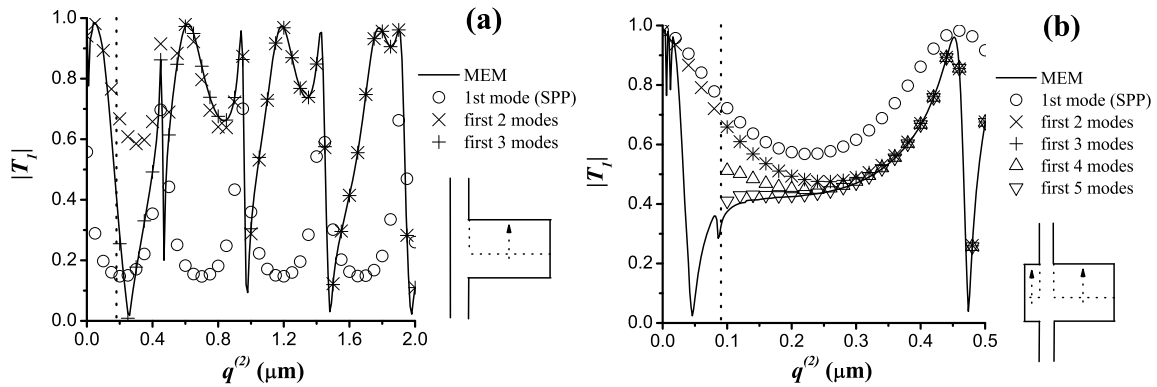 (a)
|T₁|
1.0
0.8
0.6
0.4
0.2
0.0
0.0 0.4 0.8 1.2 1.6 2.0
q⁽²⁾ (μm)
MEM
1st mode (SPP)
first 2 modes
first 3 modes
(b)
|T₁|
1.0
0.8
0.6
0.4
0.2
0.0
0.0 0.1 0.2 0.3 0.4 0.5
q⁽²⁾ (μm)
MEM
1st mode (SPP)
first 2 modes
first 3 modes
first 4 modes
first 5 modes